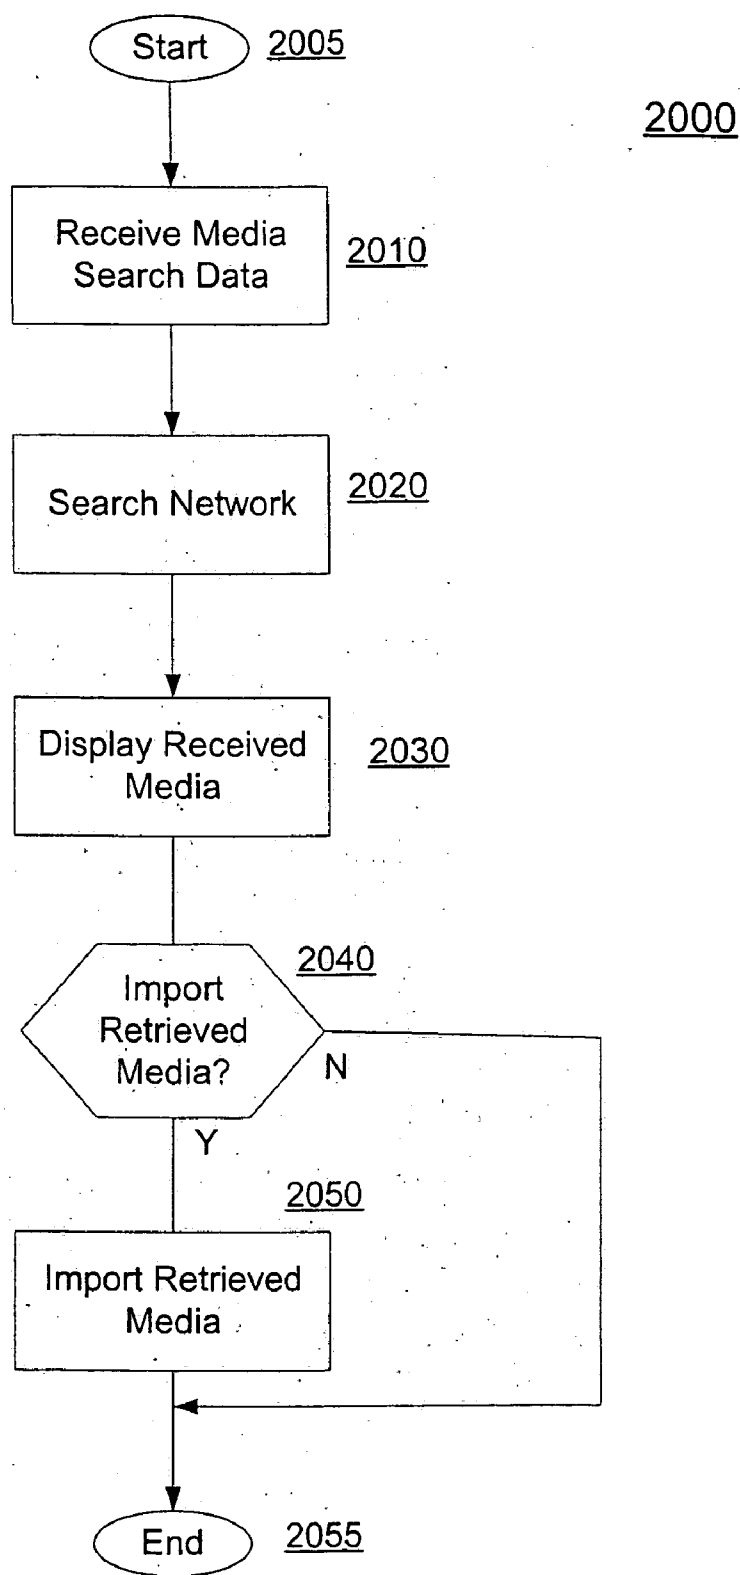 Start 2005
2000
Receive Media
Search Data
2010
Search Network
2020
Display Received
Media
2030
2040
Import
Retrieved
Media?
N
Y
2050
Import Retrieved
Media
End
2055